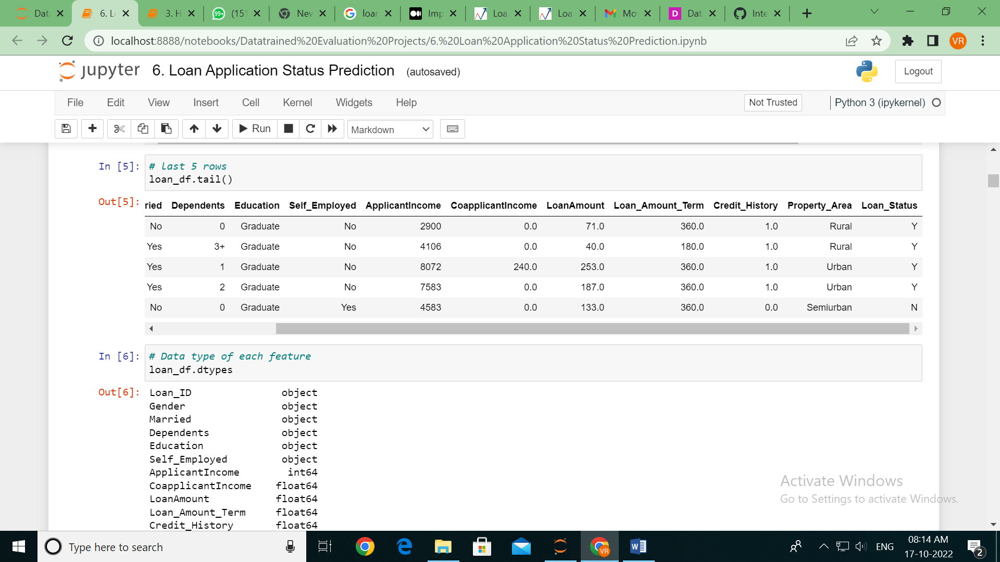 Dat 6. L 3. H (15 Nev loar Imp Loa Loa Mo Dat Inte
localhost:8888/notebooks/Datatrained%20Evaluation%20Projects/6.%20Loan%20Application%20Status%20Prediction.ipynb
VR
jupyter 6. Loan Application Status Prediction (autosaved)
Logout
File Edit View Insert Cell Kernel Widgets Help
Not Trusted
Python 3 (ipykernel)
Run
Markdown
In [5]: # last 5 rows
loan_df.tail()
Out[5]: ried Dependents Education Self_Employed ApplicantIncome CoapplicantIncome LoanAmount Loan_Amount_Term Credit_History Property_Area Loan_Status
No 0 Graduate No 2900 0.0 71.0 360.0 1.0 Rural Y
Yes 3+ Graduate No 4106 0.0 40.0 180.0 1.0 Rural Y
Yes 1 Graduate No 8072 240.0 253.0 360.0 1.0 Urban Y
Yes 2 Graduate No 7583 0.0 187.0 360.0 1.0 Urban Y
No 0 Graduate Yes 4583 0.0 133.0 360.0 0.0 Semiurban N
In [6]: # Data type of each feature
loan_df.dtypes
Out[6]: Loan_ID object
Gender object
Married object
Dependents object
Education object
Self_Employed object
ApplicantIncome int64
CoapplicantIncome float64
LoanAmount float64
Loan_Amount_Term float64
Credit_History float64
Activate Windows
Go to Settings to activate Windows.
Type here to search
VR
ENG
08:14 AM
17-10-2022
2